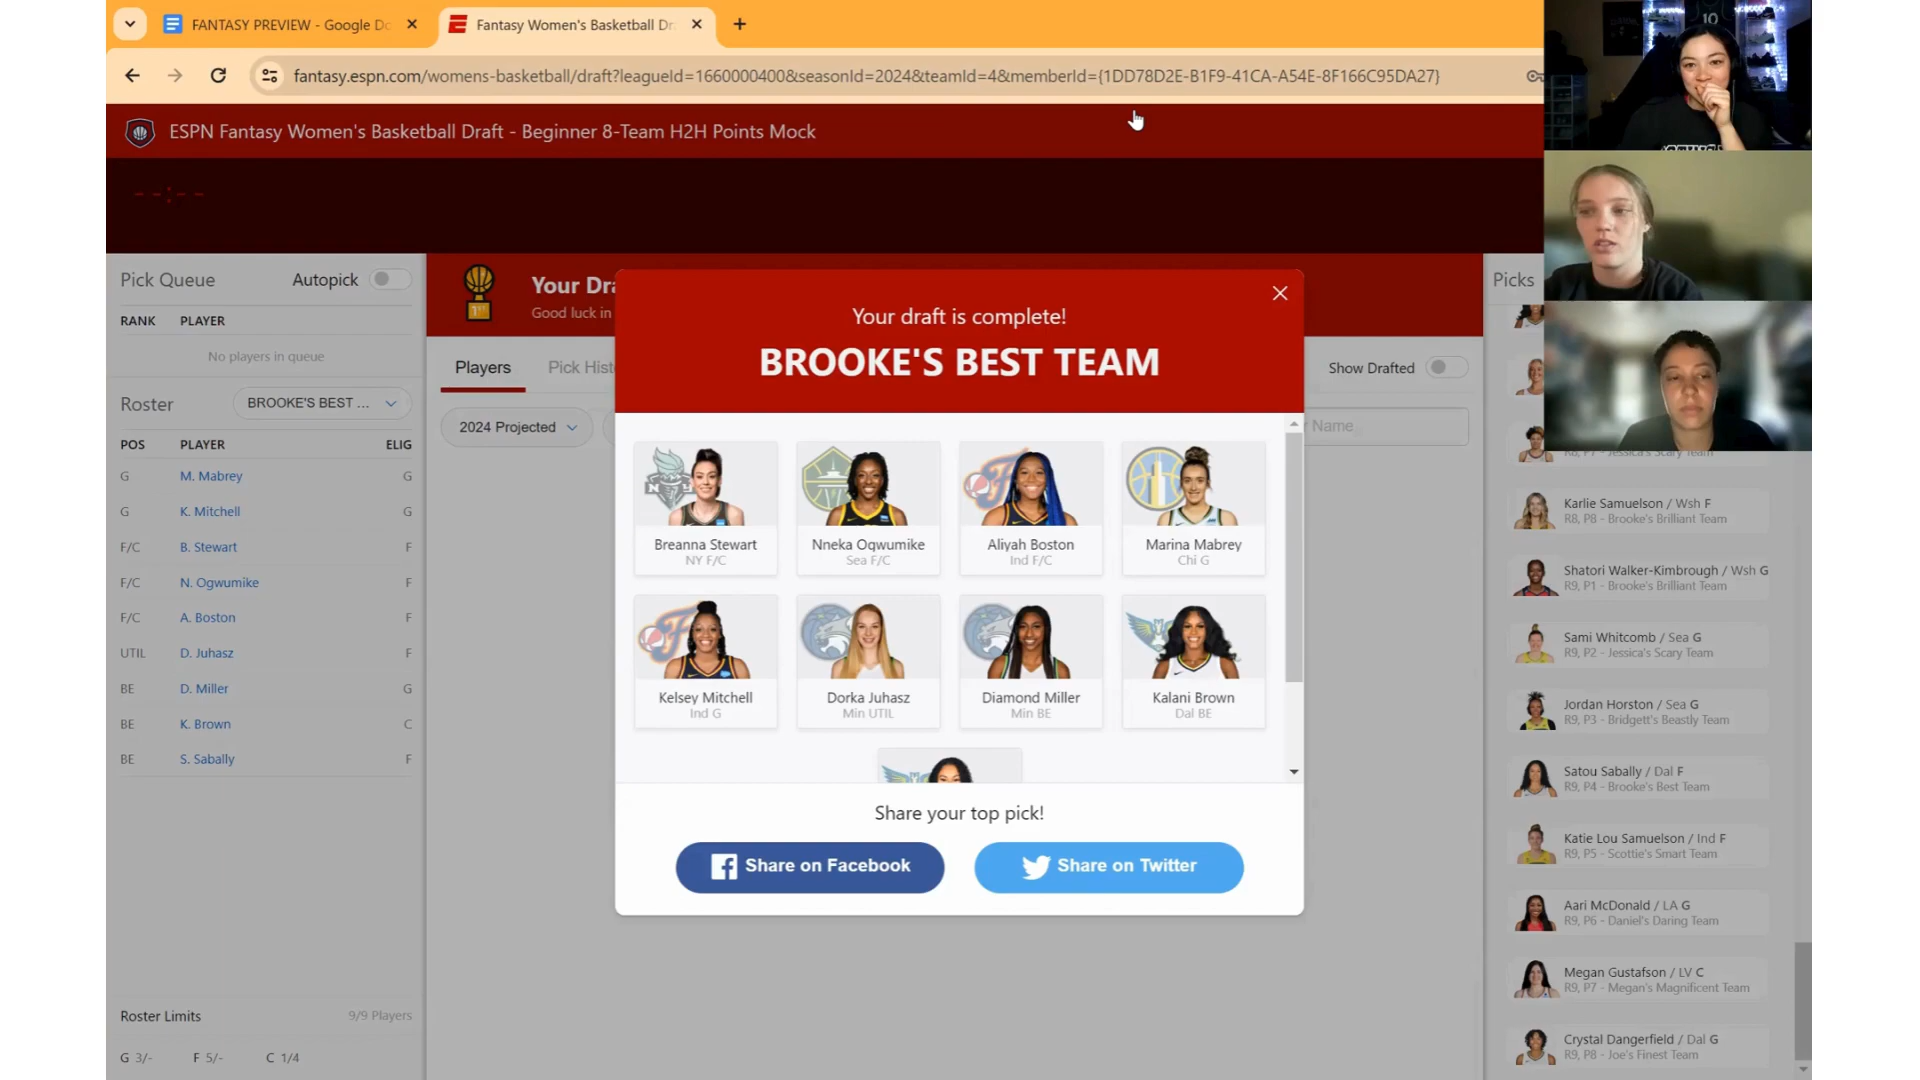 FANTASY PREVIEW - Google Do
Fantasy Women's Basketball Dr
fantasy.espn.com/womens-basketball/draft?leagueId=1660000400&seasonId=2024&teamId=4&memberId={1DD78D2E-B1F9-41CA-A54E-8F166C95DA27}
ESPN Fantasy Women's Basketball Draft - Beginner 8-Team H2H Points Mock
--:--
Pick Queue
Autopick
RANK PLAYER
No players in queue
Roster
BROOKE'S BEST ...
POS PLAYER ELIG
G M. Mabrey G
G K. Mitchell G
F/C B. Stewart F
F/C N. Ogwumike F
F/C A. Boston F
UTIL D. Juhasz F
BE D. Miller G
BE K. Brown C
BE S. Sabally F
Roster Limits 9/9 Players
G 3/- F 5/- C 1/4
Your Dra
Good luck in
Players
Pick Hist
Show Drafted
2024 Projected
Name
Your draft is complete!
BROOKE'S BEST TEAM
Breanna Stewart
NY F/C
Nneka Ogwumike
Sea F/C
Aliyah Boston
Ind F/C
Marina Mabrey
Chi G
Kelsey Mitchell
Ind G
Dorka Juhasz
Min UTIL
Diamond Miller
Min BE
Kalani Brown
Dal BE
Share your top pick!
Share on Facebook
Share on Twitter
Picks
R8, P7 - Jessica's Scary Team
Karlie Samuelson / Wsh F
R8, P8 - Brooke's Brilliant Team
Shatori Walker-Kimbrough / Wsh G
R9, P1 - Brooke's Brilliant Team
Sami Whitcomb / Sea G
R9, P2 - Jessica's Scary Team
Jordan Horston / Sea G
R9, P3 - Bridgett's Beastly Team
Satou Sabally / Dal F
R9, P4 - Brooke's Best Team
Katie Lou Samuelson / Ind F
R9, P5 - Scottie's Smart Team
Aari McDonald / LA G
R9, P6 - Daniel's Daring Team
Megan Gustafson / LV C
R9, P7 - Megan's Magnificent Team
Crystal Dangerfield / Dal G
R9, P8 - Joe's Finest Team
10